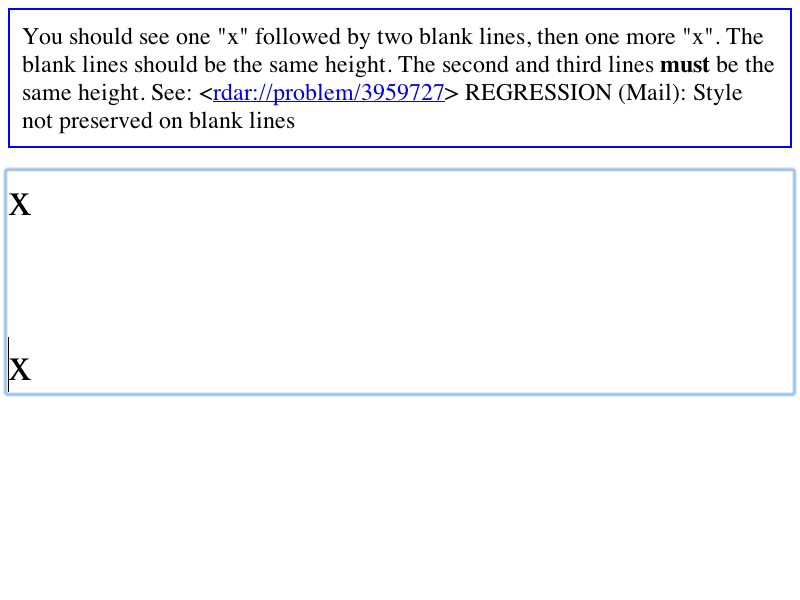 You should see one "x" followed by two blank lines, then one more "x". The
blank lines should be the same height. The second and third lines must be the
same height. See: <rdar://problem/3959727> REGRESSION (Mail): Style
not preserved on blank lines
x
x